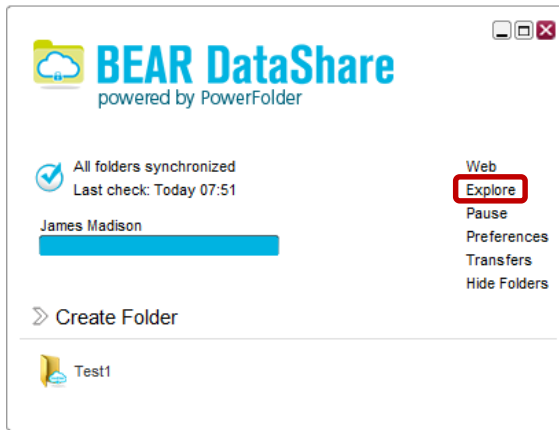 BEAR DataShare
powered by PowerFolder
All folders synchronized
Last check: Today 07:51
James Madison
Web
Explore
Pause
Preferences
Transfers
Hide Folders
Create Folder
Test1